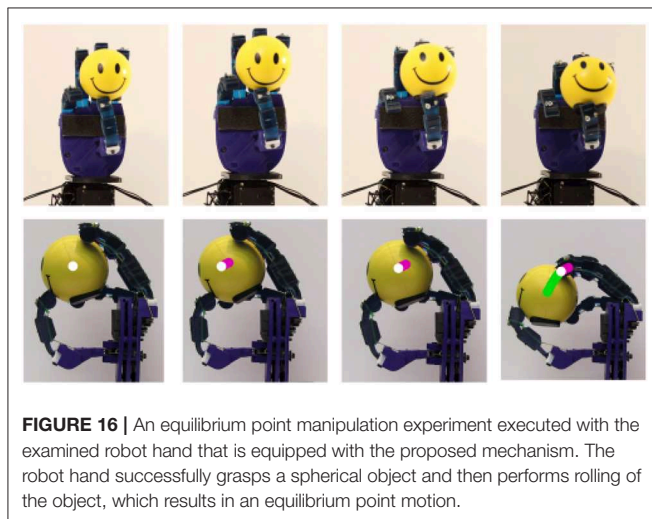 FIGURE 16 | An equilibrium point manipulation experiment executed with the
examined robot hand that is equipped with the proposed mechanism. The
robot hand successfully grasps a spherical object and then performs rolling of
the object, which results in an equilibrium point motion.